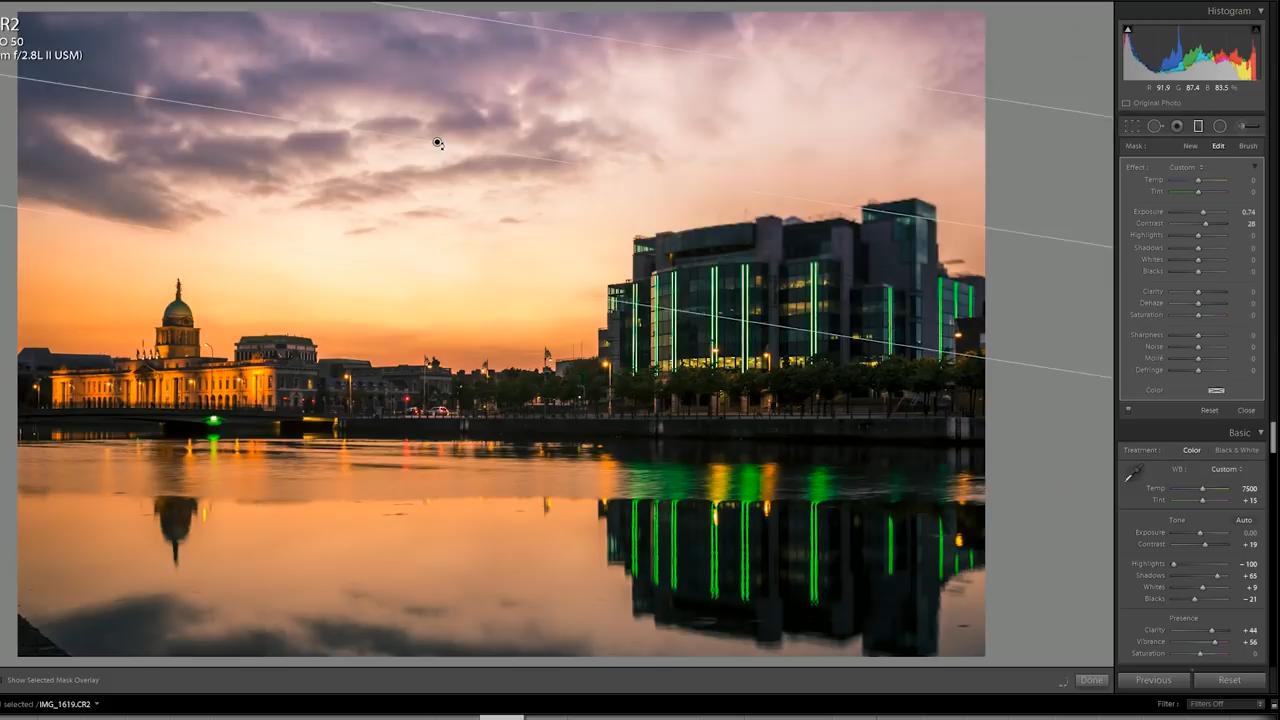 R2
O 50
m f/2.8L II USM)
Histogram
R 91.9 G 87.4 B 83.5 %
Original Photo
Mask : New Edit Brush
Effect : Custom
Temp 0
Tint 0
Exposure 0.74
Contrast 28
Highlights 0
Shadows 0
Whites 0
Blacks 0
Clarity 0
Dehaze 0
Saturation 0
Sharpness 0
Noise 0
Moiré 0
Defringe 0
Color
Reset Close
Basic
Treatment : Color Black & White
WB : Custom
Temp 7500
Tint + 15
Tone Auto
Exposure 0.00
Contrast + 19
Highlights − 100
Shadows + 65
Whites + 9
Blacks − 21
Presence
Clarity + 44
Vibrance + 56
Saturation 0
Show Selected Mask Overlay
Done
Previous Reset
selected /IMG_1619.CR2
Filter : Filters Off